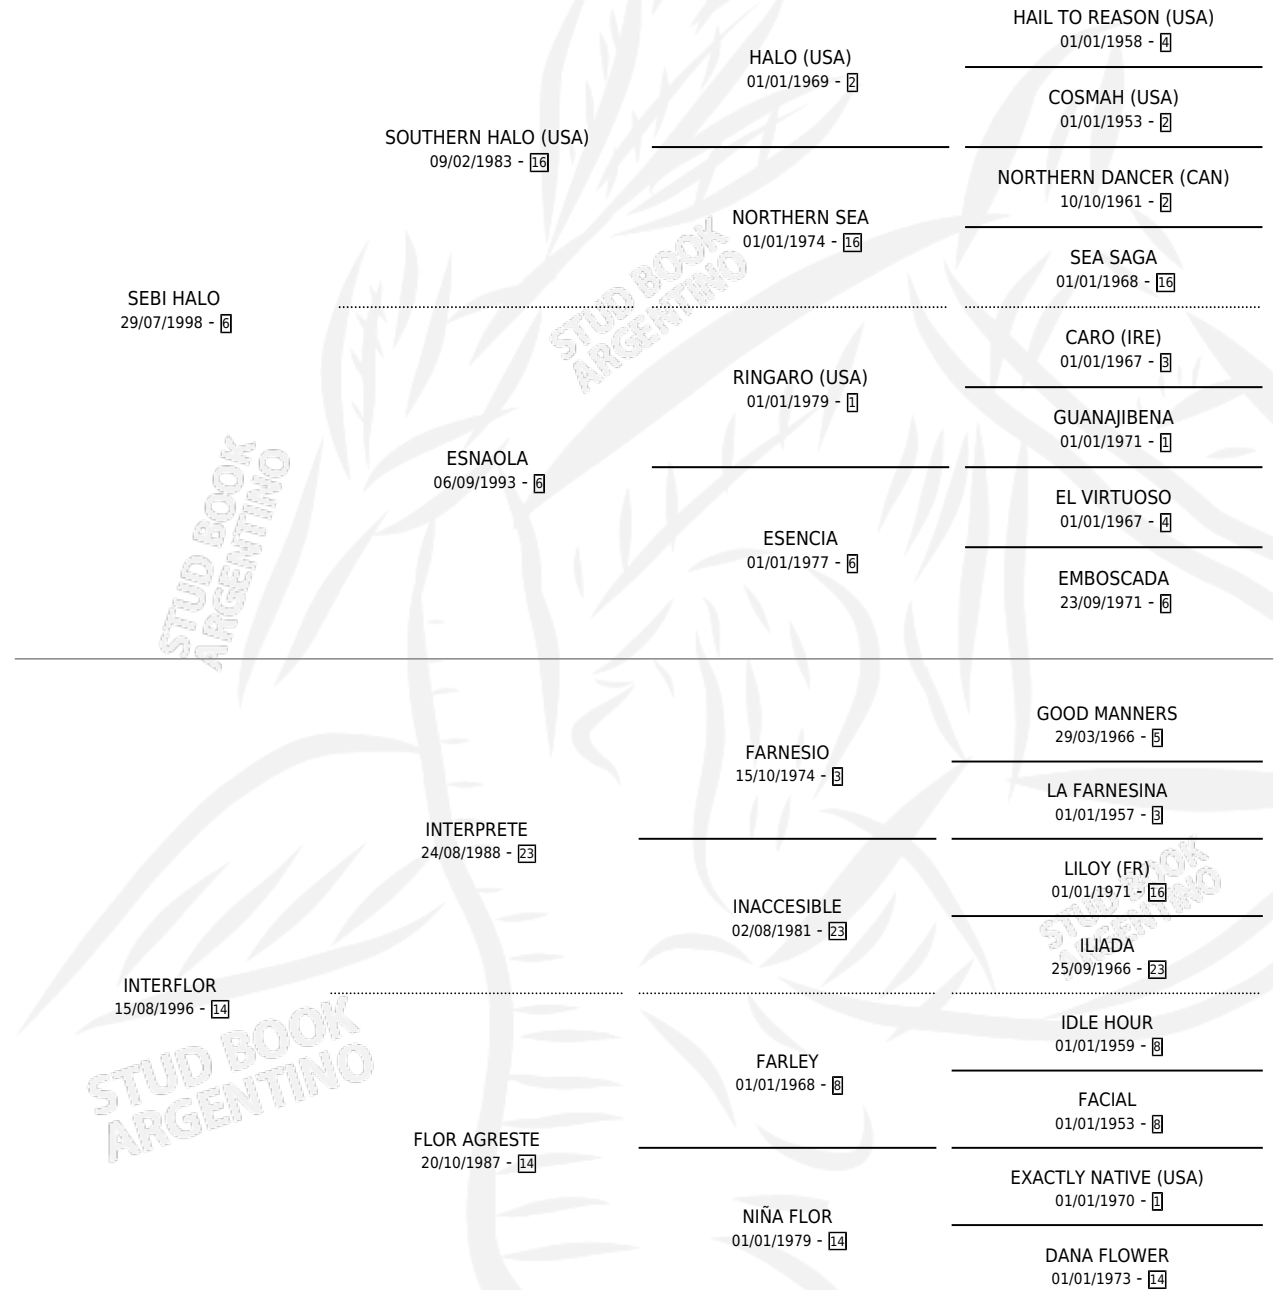 HAIL TO REASON (USA)
01/01/1958 - 4
HALO (USA)
01/01/1969 - 2
COSMAH (USA)
01/01/1953 - 2
SOUTHERN HALO (USA)
09/02/1983 - 16
NORTHERN DANCER (CAN)
10/10/1961 - 2
NORTHERN SEA
01/01/1974 - 16
SEA SAGA
01/01/1968 - 16
SEBI HALO
29/07/1998 - 6
CARO (IRE)
01/01/1967 - 3
RINGARO (USA)
01/01/1979 - 1
GUANAJIBENA
01/01/1971 - 1
ESNAOLA
06/09/1993 - 6
EL VIRTUOSO
01/01/1967 - 4
ESENCIA
01/01/1977 - 6
EMBOSCADA
23/09/1971 - 6
GOOD MANNERS
29/03/1966 - 5
FARNESIO
15/10/1974 - 3
LA FARNESINA
01/01/1957 - 3
INTERPRETE
24/08/1988 - 23
LILOY (FR)
01/01/1971 - 16
INACCESIBLE
02/08/1981 - 23
ILIADA
25/09/1966 - 23
INTERFLOR
15/08/1996 - 14
IDLE HOUR
01/01/1959 - 8
FARLEY
01/01/1968 - 8
FACIAL
01/01/1953 - 8
FLOR AGRESTE
20/10/1987 - 14
EXACTLY NATIVE (USA)
01/01/1970 - 1
NIÑA FLOR
01/01/1979 - 14
DANA FLOWER
01/01/1973 - 14
STUD BOOK
ARGENTINO
STUD BOOK
ARGENTINO
STUD BOOK
ARGENTINO
STUD BOOK
ARGENTINO